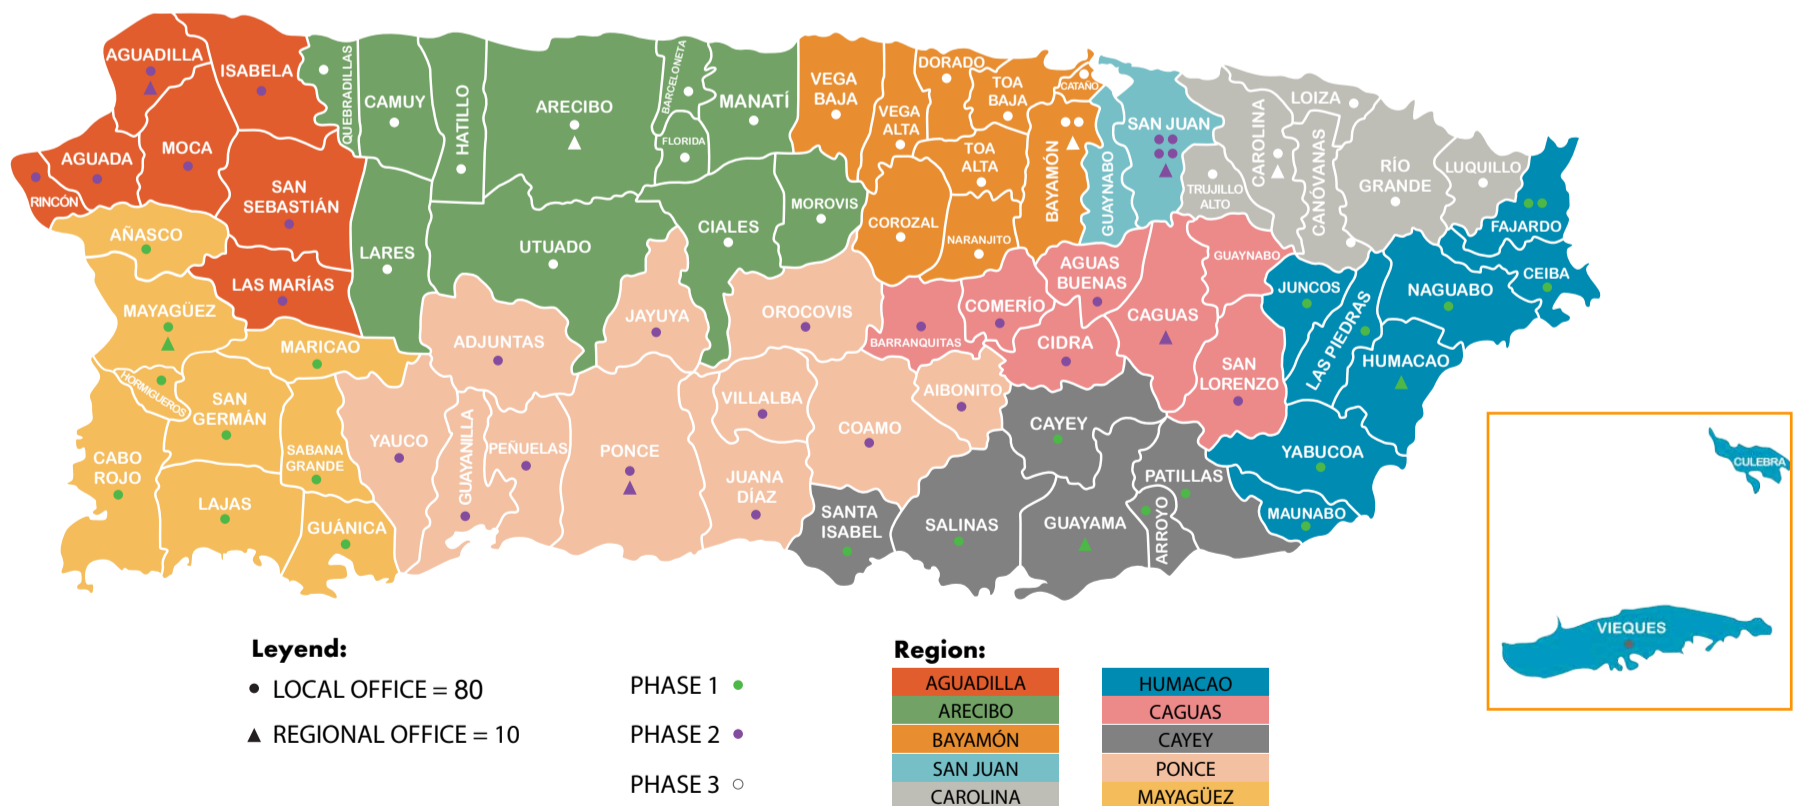 AGUADILLA
ISABELA
QUEBRADILLAS
CAMUY
HATILLO
ARECIBO
BARCELONETA
FLORIDA
MANATÍ
VEGA
BAJA
VEGA
ALTA
DORADO
TOA
BAJA
CATAÑO
TOA
ALTA
BAYAMÓN
GUAYNABO
SAN JUAN
TRUJILLO
ALTO
CAROLINA
LOIZA
CANÓVANAS
RÍO
GRANDE
LUQUILLO
FAJARDO
CEIBA
RINCÓN
AGUADA
MOCA
SAN
SEBASTIÁN
AÑASCO
LAS MARÍAS
LARES
UTUADO
CIALES
MOROVIS
COROZAL
NARANJITO
AGUAS
BUENAS
GUAYNABO
JUNCOS
LAS PIEDRAS
NAGUABO
MAYAGÜEZ
MARICAO
ADJUNTAS
JAYUYA
OROCOVIS
BARRANQUITAS
COMERÍO
CIDRA
CAGUAS
SAN
LORENZO
HUMACAO
HORMIGUEROS
SAN
GERMÁN
CABO
ROJO
LAJAS
SABANA
GRANDE
GUÁNICA
YAUCO
GUAYANILLA
PEÑUELAS
PONCE
VILLALBA
JUANA
DÍAZ
COAMO
AIBONITO
CAYEY
SANTA
ISABEL
SALINAS
GUAYAMA
ARROYO
PATILLAS
YABUCOA
MAUNABO
CULEBRA
VIEQUES
Leyend:
LOCAL OFFICE = 80
REGIONAL OFFICE = 10
PHASE 1
PHASE 2
PHASE 3
Region:
AGUADILLA
ARECIBO
BAYAMÓN
SAN JUAN
CAROLINA
HUMACAO
CAGUAS
CAYEY
PONCE
MAYAGÜEZ